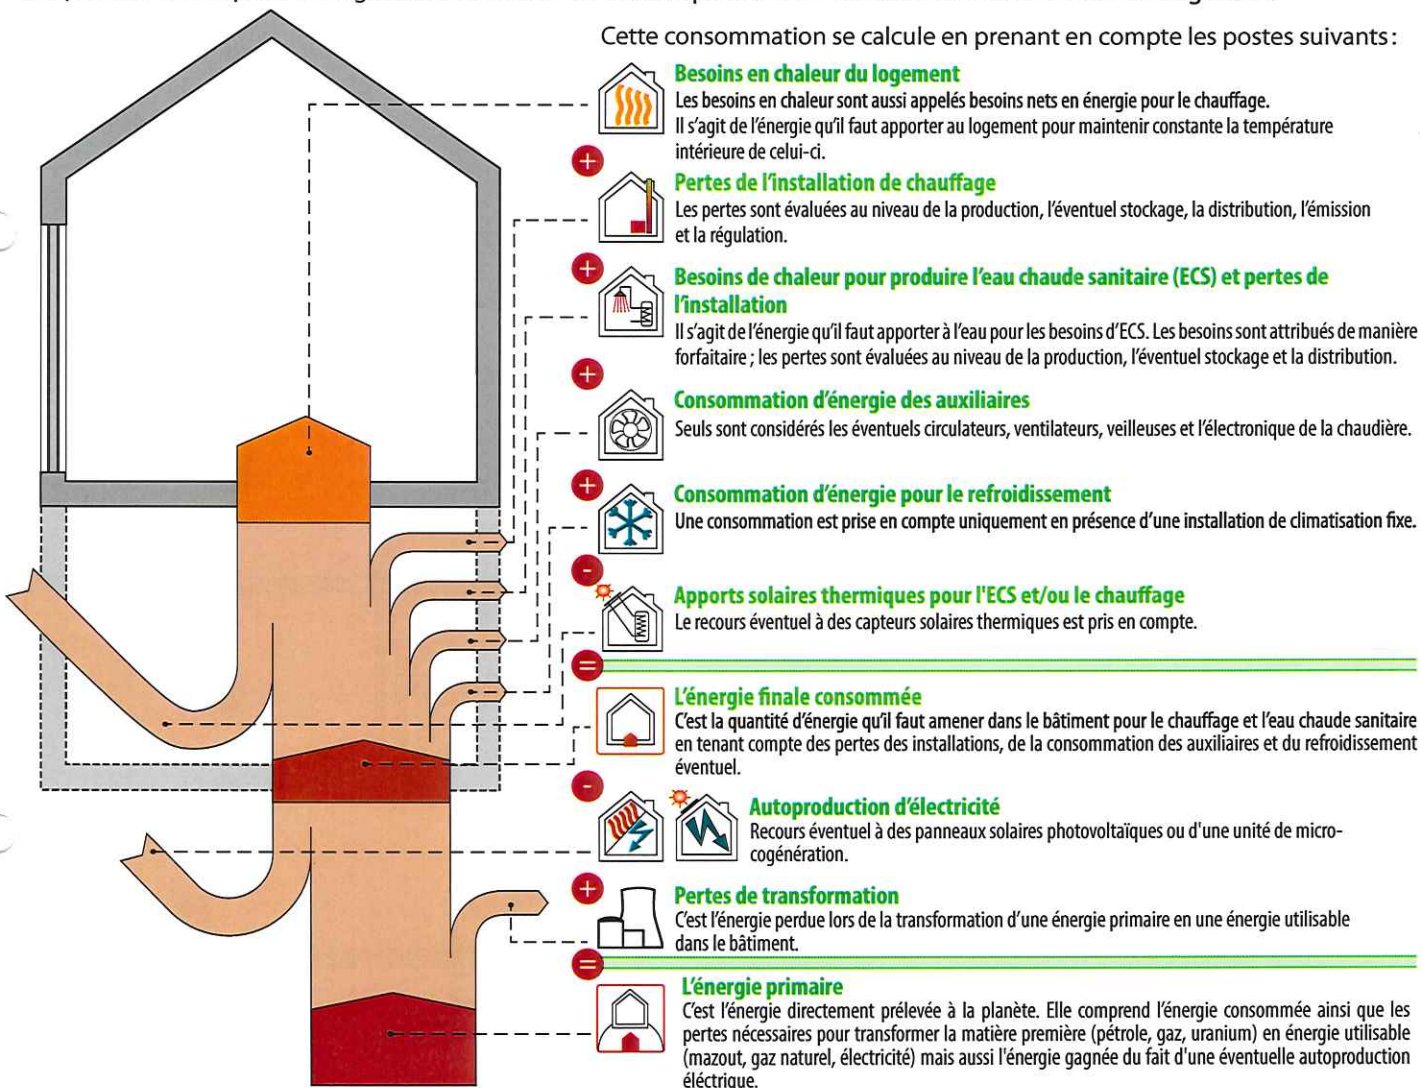 Cette consommation se calcule en prenant en compte les postes suivants :
Besoins en chaleur du logement
Les besoins en chaleur sont aussi appelés besoins nets en énergie pour le chauffage.
Il s'agit de l'énergie qu'il faut apporter au logement pour maintenir constante la température
intérieure de celui-ci.
+
Pertes de l'installation de chauffage
Les pertes sont évaluées au niveau de la production, l'éventuel stockage, la distribution, l'émission
et la régulation.
+
Besoins de chaleur pour produire l'eau chaude sanitaire (ECS) et pertes de
l'installation
Il s'agit de l'énergie qu'il faut apporter à l'eau pour les besoins d'ECS. Les besoins sont attribués de manière
forfaitaire ; les pertes sont évaluées au niveau de la production, l'éventuel stockage et la distribution.
+
Consommation d'énergie des auxiliaires
Seuls sont considérés les éventuels circulateurs, ventilateurs, veilleuses et l'électronique de la chaudière.
+
Consommation d'énergie pour le refroidissement
Une consommation est prise en compte uniquement en présence d'une installation de climatisation fixe.
-
Apports solaires thermiques pour l'ECS et/ou le chauffage
Le recours éventuel à des capteurs solaires thermiques est pris en compte.
=
L'énergie finale consommée
C'est la quantité d'énergie qu'il faut amener dans le bâtiment pour le chauffage et l'eau chaude sanitaire
en tenant compte des pertes des installations, de la consommation des auxiliaires et du refroidissement
éventuel.
-
Autoproduction d'électricité
Recours éventuel à des panneaux solaires photovoltaïques ou d'une unité de micro-
cogénération.
+
Pertes de transformation
C'est l'énergie perdue lors de la transformation d'une énergie primaire en une énergie utilisable
dans le bâtiment.
=
L'énergie primaire
C'est l'énergie directement prélevée à la planète. Elle comprend l'énergie consommée ainsi que les
pertes nécessaires pour transformer la matière première (pétrole, gaz, uranium) en énergie utilisable
(mazout, gaz naturel, électricité) mais aussi l'énergie gagnée du fait d'une éventuelle autoproduction
éléctrique.